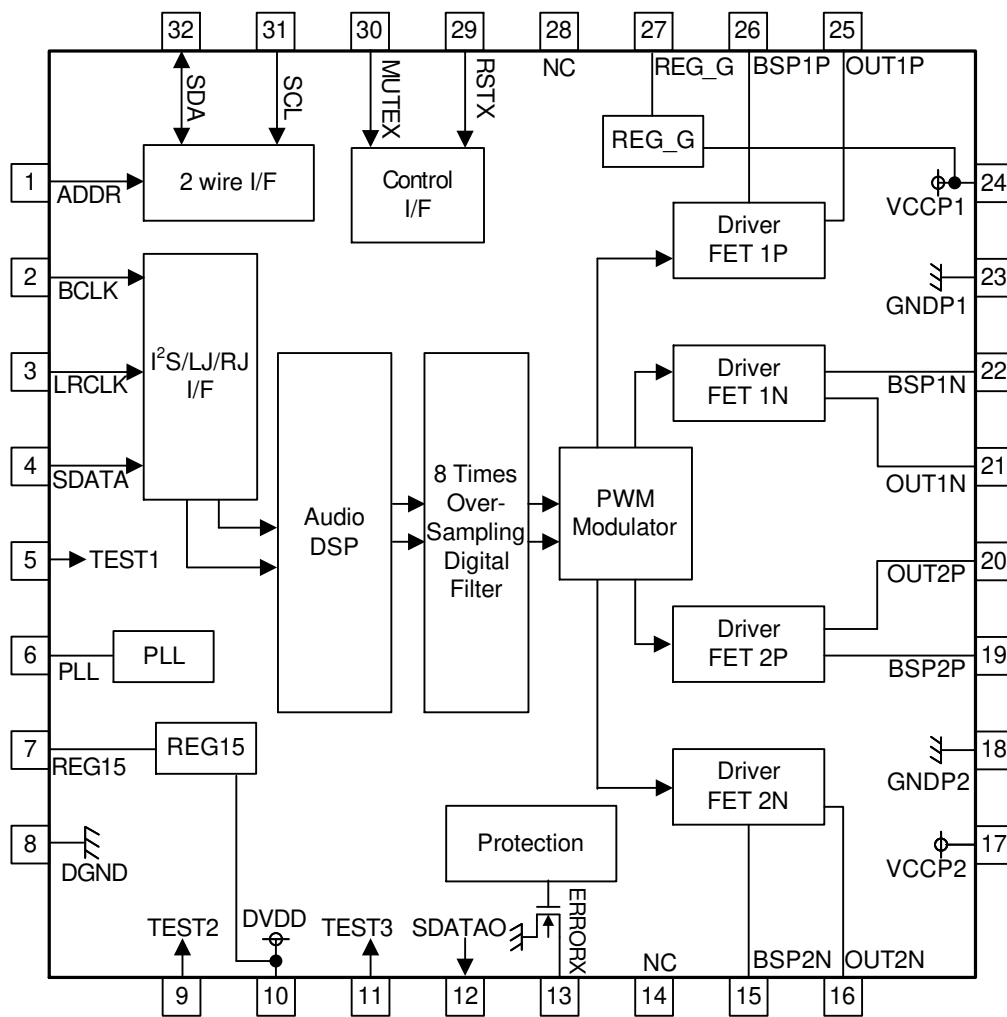 32 31 30 29 28 27 26 25
SDA
SCL
MUTEX
RSTX
NC
REG_G
BSP1P
OUT1P
REG_G
1
ADDR
2 wire I/F
Control
I/F
24
VCCP1
Driver
FET 1P
2
BCLK
23
GNDP1
3
LRCLK
I²S/LJ/RJ
I/F
Driver
FET 1N
22
BSP1N
4
SDATA
21
OUT1N
Audio
DSP
8 Times
Over-
Sampling
Digital
Filter
PWM
Modulator
5
TEST1
20
OUT2P
6
PLL
PLL
Driver
FET 2P
19
BSP2P
7
REG15
REG15
18
GNDP2
Driver
FET 2N
8
DGND
Protection
17
VCCP2
TEST2
DVDD
TEST3
SDATAO
ERRORX
NC
BSP2N
OUT2N
9 10 11 12 13 14 15 16